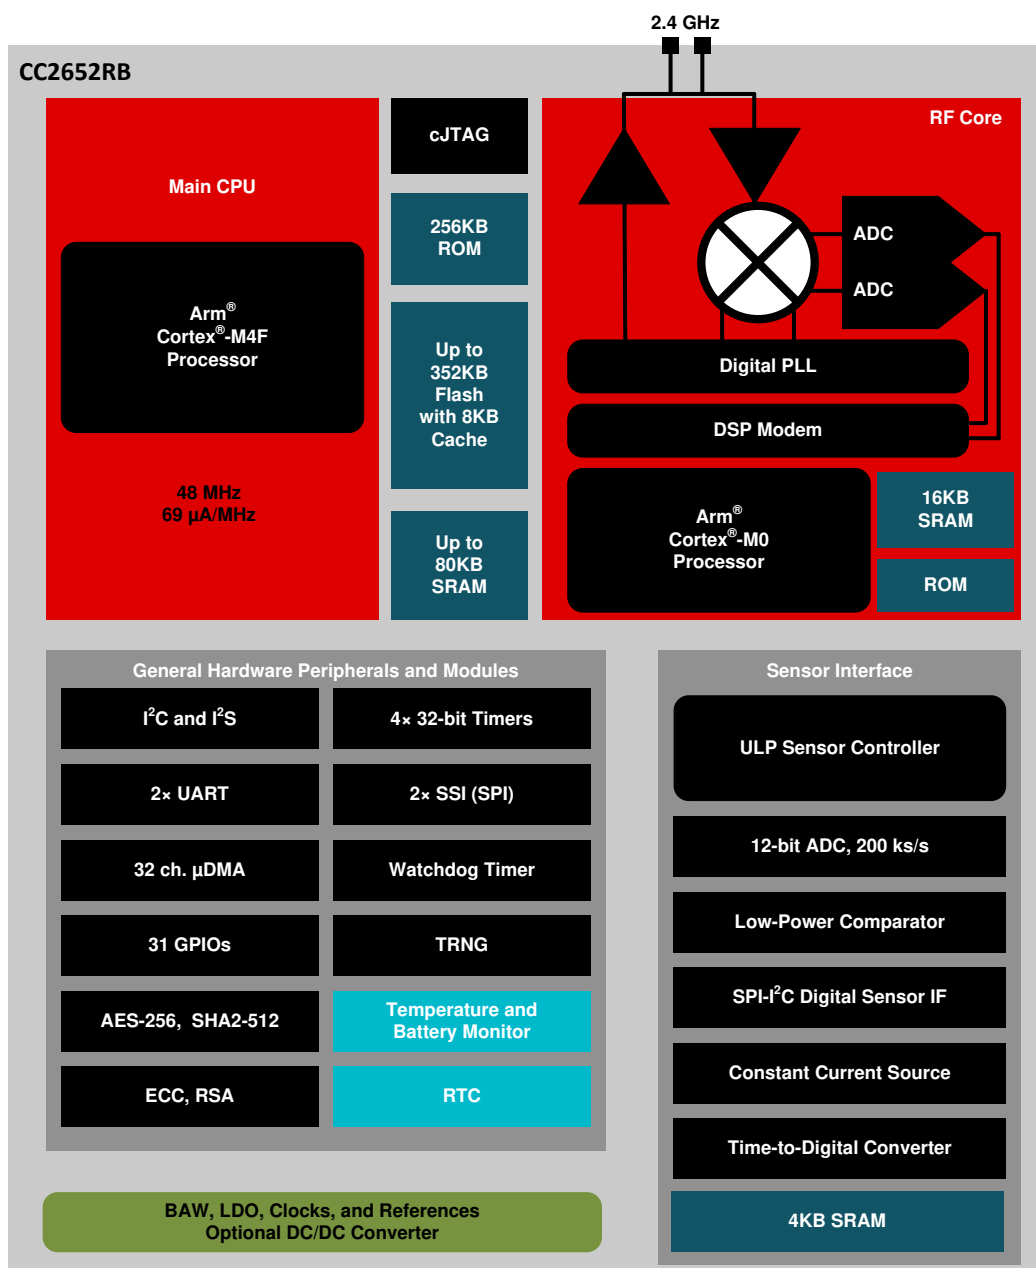 2.4 GHz
CC2652RB
RF Core
cJTAG
Main CPU
256KB
ROM
ADC
ADC
Arm®
Cortex®-M4F
Processor
Up to
352KB
Flash
with 8KB
Cache
Digital PLL
DSP Modem
48 MHz
69 µA/MHz
Up to
80KB
SRAM
Arm®
Cortex®-M0
Processor
16KB
SRAM
ROM
General Hardware Peripherals and Modules
I²C and I²S
4× 32-bit Timers
2× UART
2× SSI (SPI)
32 ch. µDMA
Watchdog Timer
31 GPIOs
TRNG
AES-256, SHA2-512
Temperature and
Battery Monitor
ECC, RSA
RTC
Sensor Interface
ULP Sensor Controller
12-bit ADC, 200 ks/s
Low-Power Comparator
SPI-I²C Digital Sensor IF
Constant Current Source
Time-to-Digital Converter
4KB SRAM
BAW, LDO, Clocks, and References
Optional DC/DC Converter